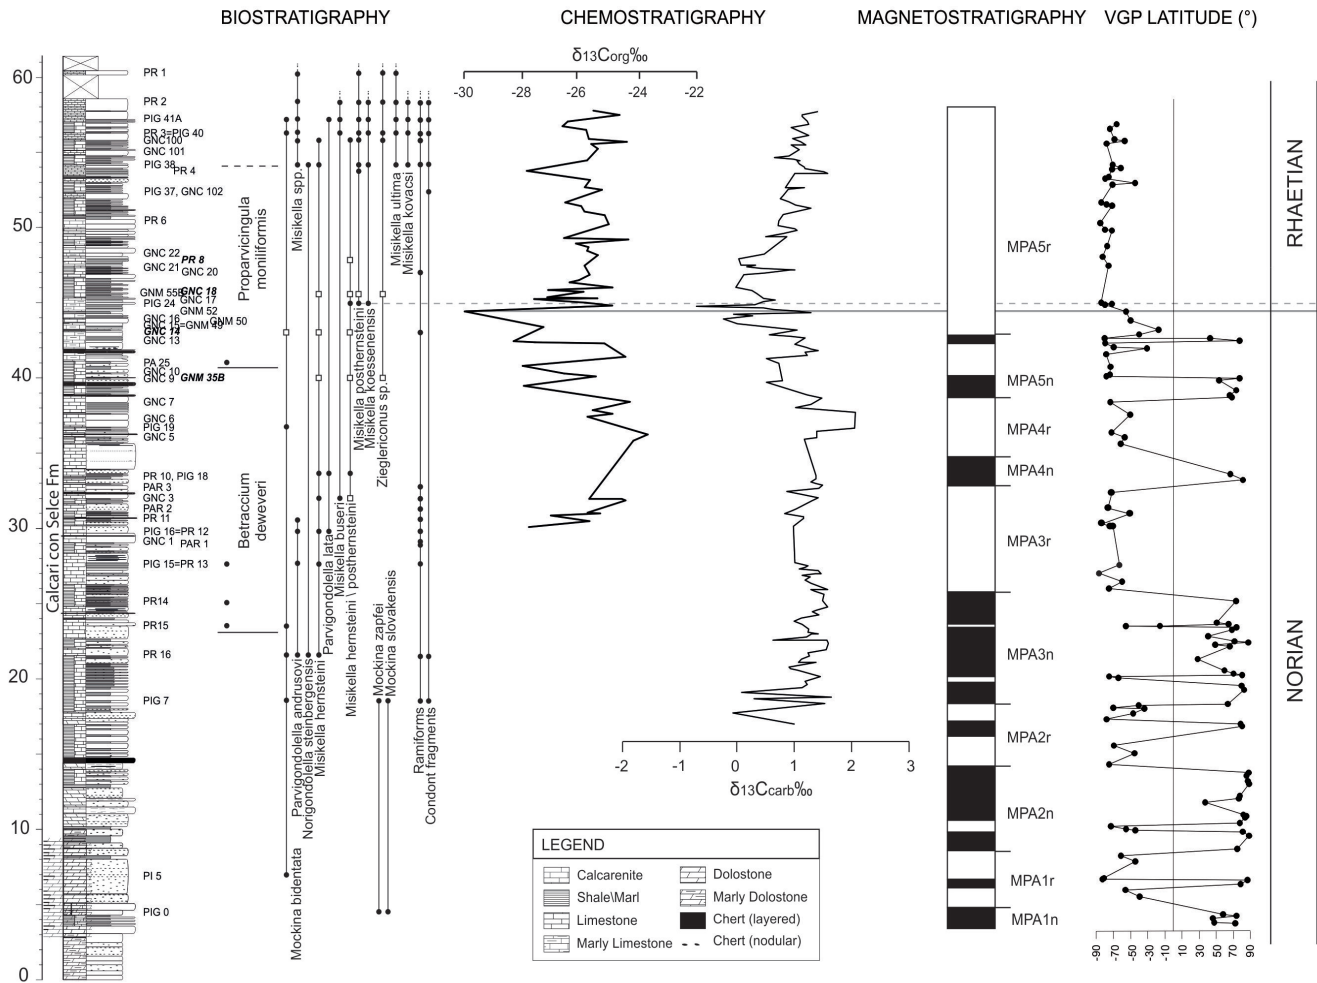 BIOSTRATIGRAPHY
CHEMOSTRATIGRAPHY
MAGNETOSTRATIGRAPHY
VGP LATITUDE (°)
δ13Corg‰
-30
-28
-26
-24
-22
60
50
40
30
20
10
0
Calcari con Selce Fm
PR 1
PR 2
PIG 41A
PR 3=PIG 40
GNC100
GNC 101
PIG 38
PR 4
PIG 37, GNC 102
PR 6
GNC 22
PR 8
GNC 21
GNC 20
GNM 55B
GNC 18
PIG 24
GNC 17
GNM 52
GNC 16
GNM 50
GNC 15=GNM 49
GNC 14
GNC 13
PA 25
GNC 10
GNC 9
GNM 35B
GNC 7
GNC 6
PIG 19
GNC 5
PR 10, PIG 18
PAR 3
GNC 3
PAR 2
PR 11
PIG 16=PR 12
GNC 1
PAR 1
PIG 15=PR 13
PR14
PR15
PR 16
PIG 7
PI 5
PIG 0
Proparvicingula
moniliformis
Betraccium
deweveri
Mockina bidentata
Misikella spp.
Parvigondolella andrusovi
Norigondolella steinbergensis
Misikella hernsteini
Parvigondolella lata
Misikella buseri
Misikella hernsteini \ posthernsteini
Misikella posthernsteini
Misikella koessenensis
Mockina zapfei
Mockina slovakensis
Zieglericonus sp.
Misikella ultima
Misikella kovacsi
Ramiforms
Condont fragments
-2
-1
0
1
2
3
δ13Ccarb‰
MPA5r
MPA5n
MPA4r
MPA4n
MPA3r
MPA3n
MPA2r
MPA2n
MPA1r
MPA1n
-90
-70
-50
-30
-10
10
30
50
70
90
RHAETIAN
NORIAN
LEGEND
Calcarenite
Shale\Marl
Limestone
Marly Limestone
Dolostone
Marly Dolostone
Chert (layered)
Chert (nodular)